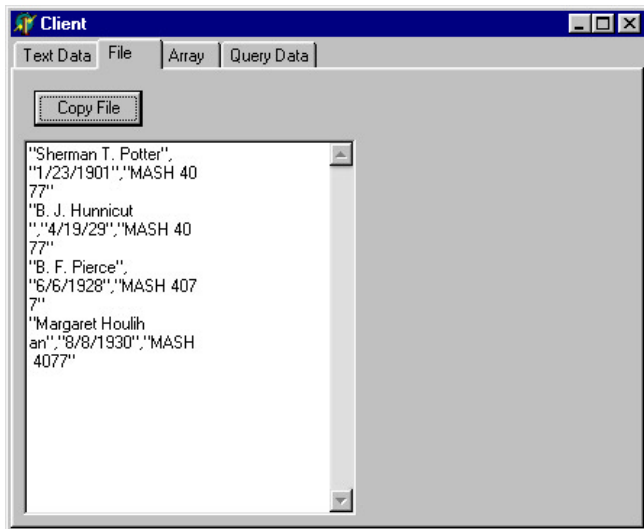 Client
Text Data File Array Query Data
Copy File
"Sherman T. Potter",
"1/23/1901","MASH 40
77"
"B. J. Hunnicut
","4/19/29","MASH 40
77"
"B. F. Pierce",
"6/6/1928","MASH 407
7"
"Margaret Houlih
an","8/8/1930","MASH
 4077"